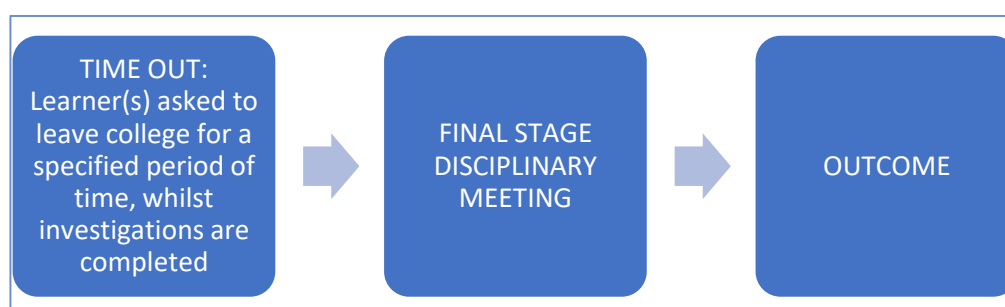 TIME OUT:
Learner(s) asked to
leave college for a
specified period of
time, whilst
investigations are
completed
FINAL STAGE
DISCIPLINARY
MEETING
OUTCOME